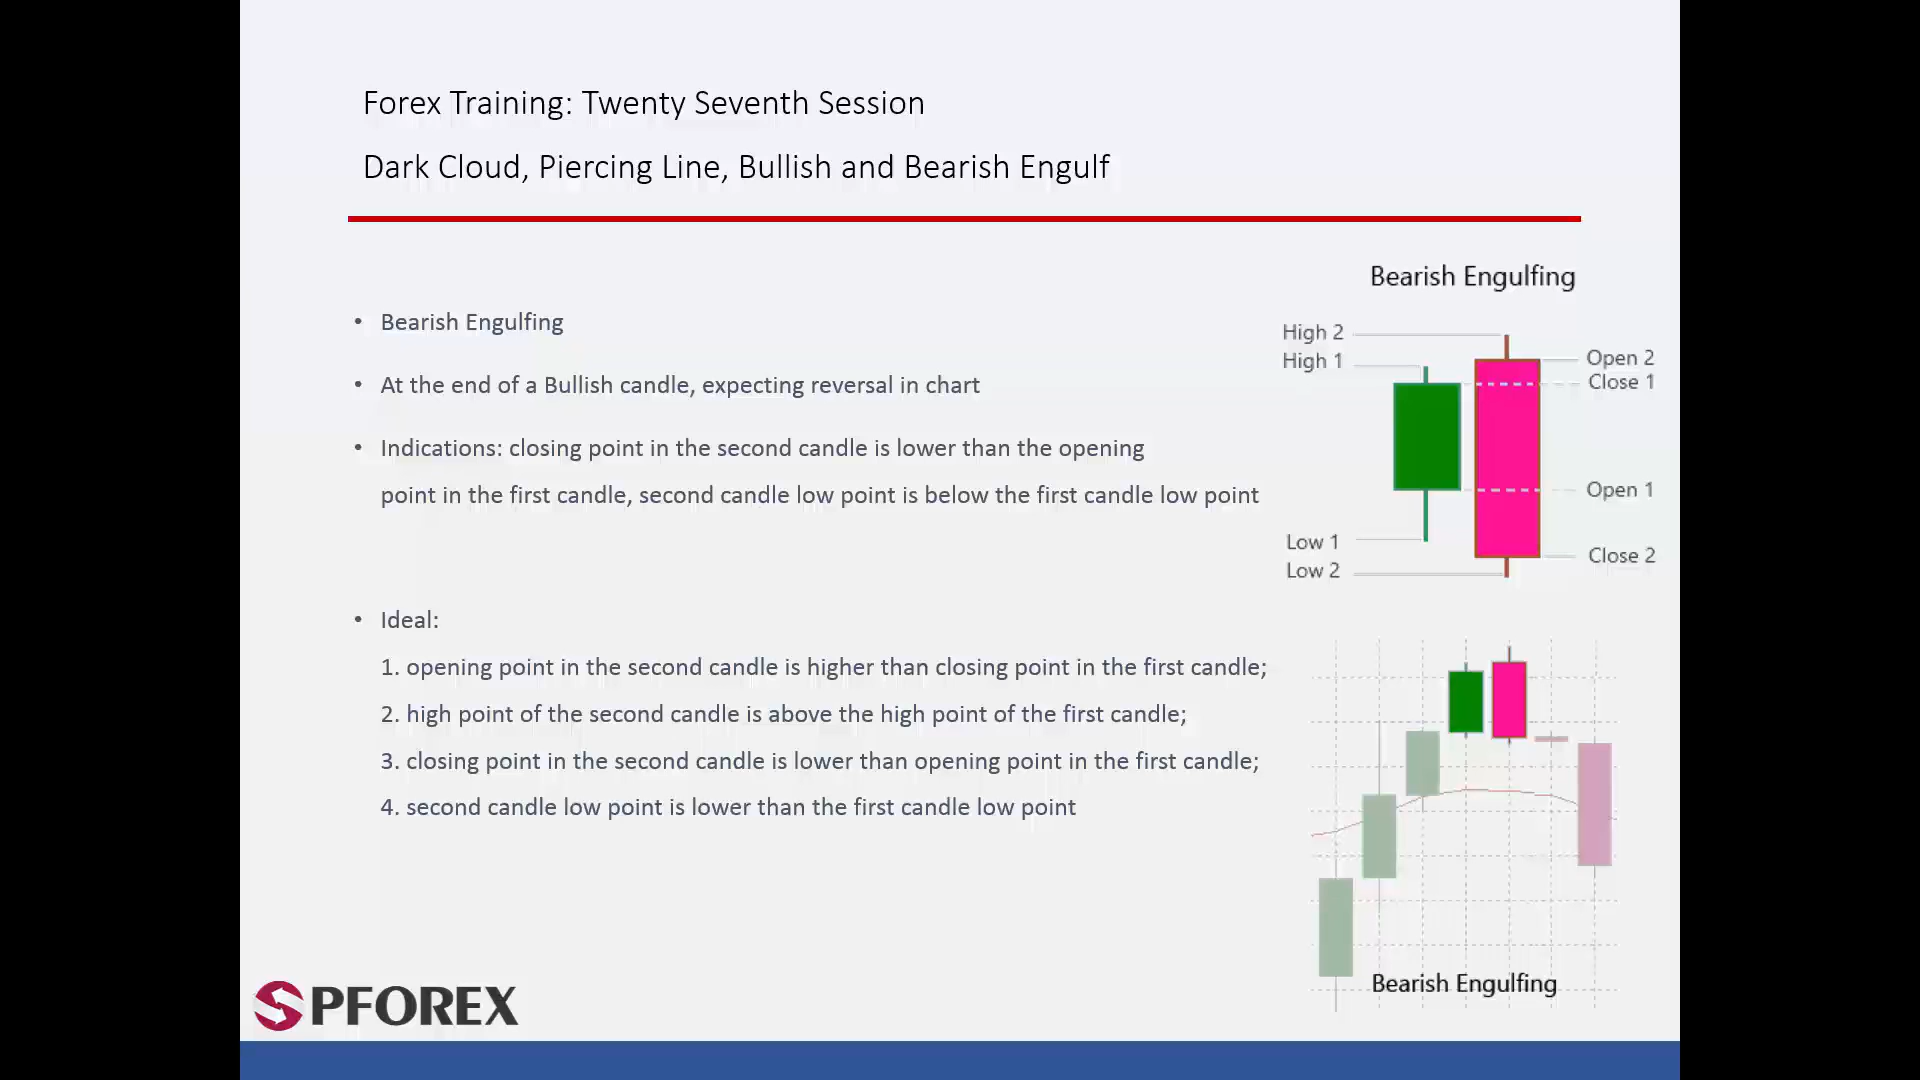 Forex Training: Twenty Seventh Session
Dark Cloud, Piercing Line, Bullish and Bearish Engulf
• Bearish Engulfing
• At the end of a Bullish candle, expecting reversal in chart
• Indications: closing point in the second candle is lower than the opening
point in the first candle, second candle low point is below the first candle low point
• Ideal:
1. opening point in the second candle is higher than closing point in the first candle;
2. high point of the second candle is above the high point of the first candle;
3. closing point in the second candle is lower than opening point in the first candle;
4. second candle low point is lower than the first candle low point
Bearish Engulfing
High 2
High 1
Open 2
Close 1
Open 1
Low 1
Low 2
Close 2
Bearish Engulfing
PFOREX